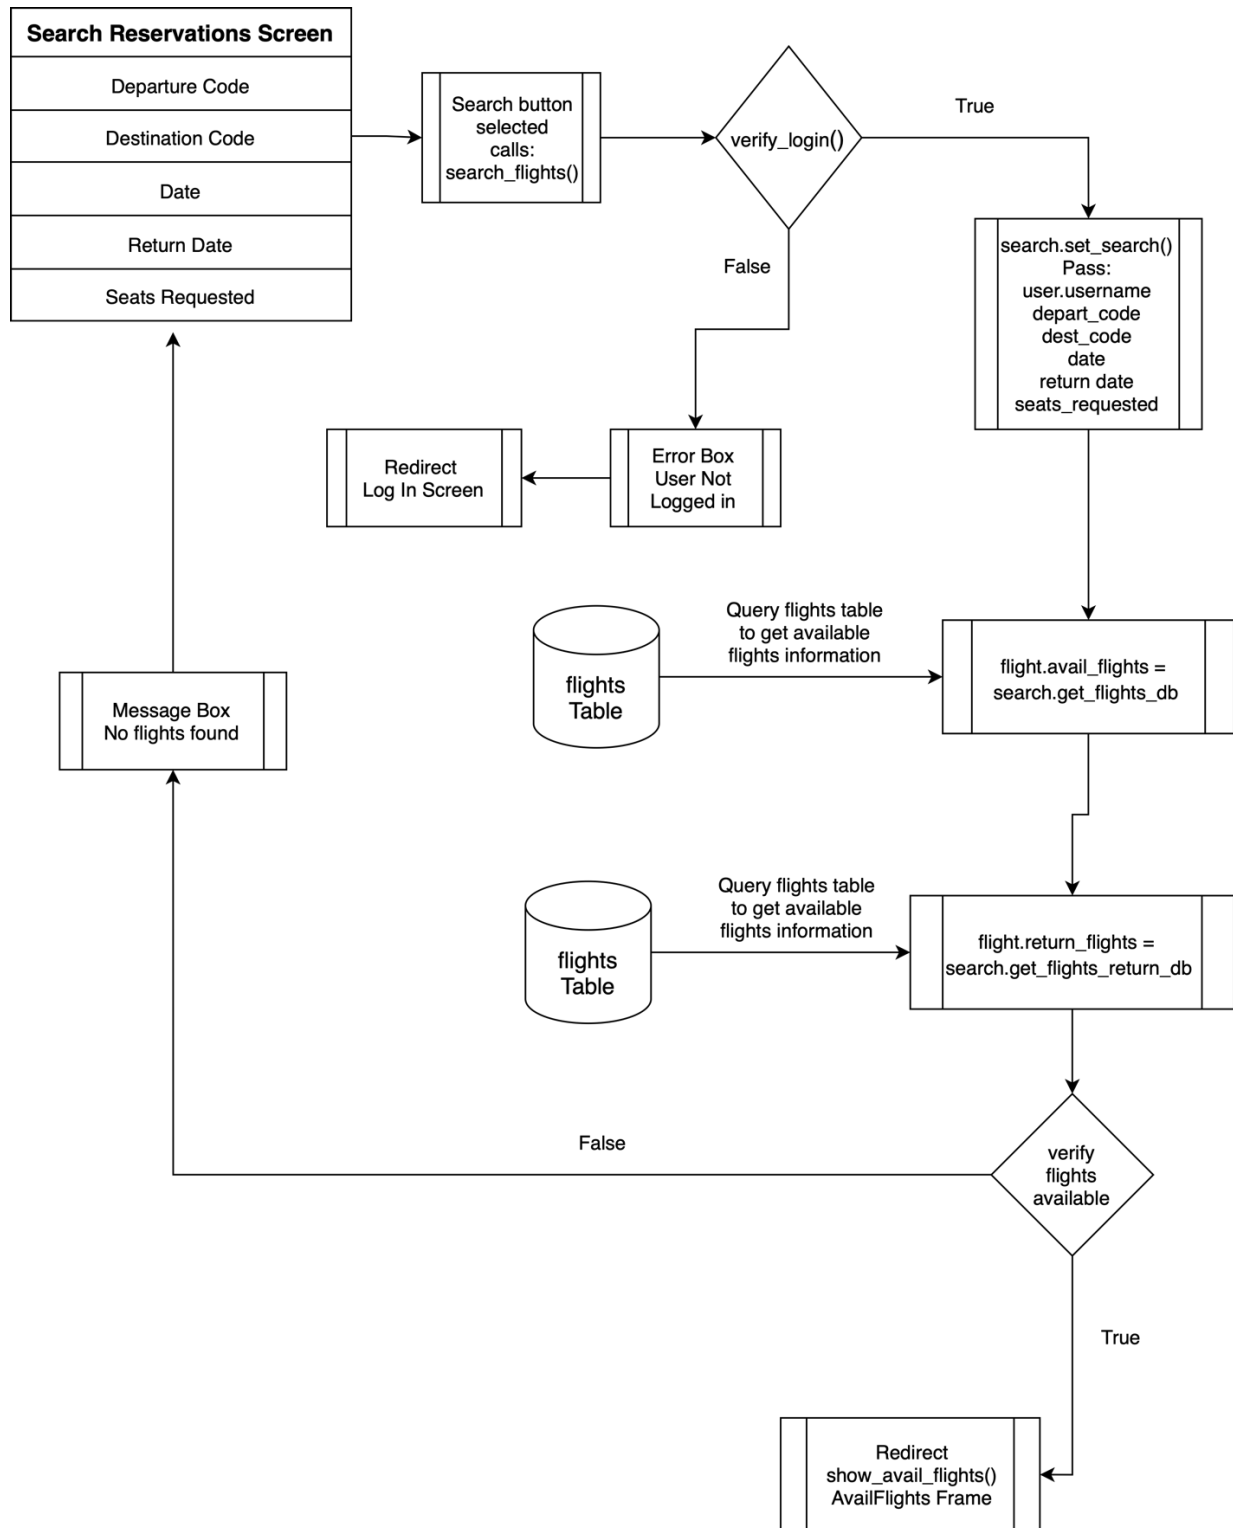 Search Reservations Screen
Departure Code
Destination Code
Date
Return Date
Seats Requested
Search button
selected
calls:
search_flights()
verify_login()
True
False
search.set_search()
Pass:
user.username
depart_code
dest_code
date
return date
seats_requested
Error Box
User Not
Logged in
Redirect
Log In Screen
flights
Table
Query flights table
to get available
flights information
flight.avail_flights =
search.get_flights_db
Message Box
No flights found
flights
Table
Query flights table
to get available
flights information
flight.return_flights =
search.get_flights_return_db
verify
flights
available
False
True
Redirect
show_avail_flights()
AvailFlights Frame